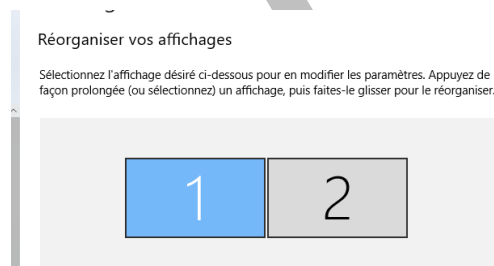 Réorganiser vos affichages
Sélectionnez l'affichage désiré ci-dessous pour en modifier les paramètres. Appuyez de
façon prolongée (ou sélectionnez) un affichage, puis faites-le glisser pour le réorganiser.
1 2